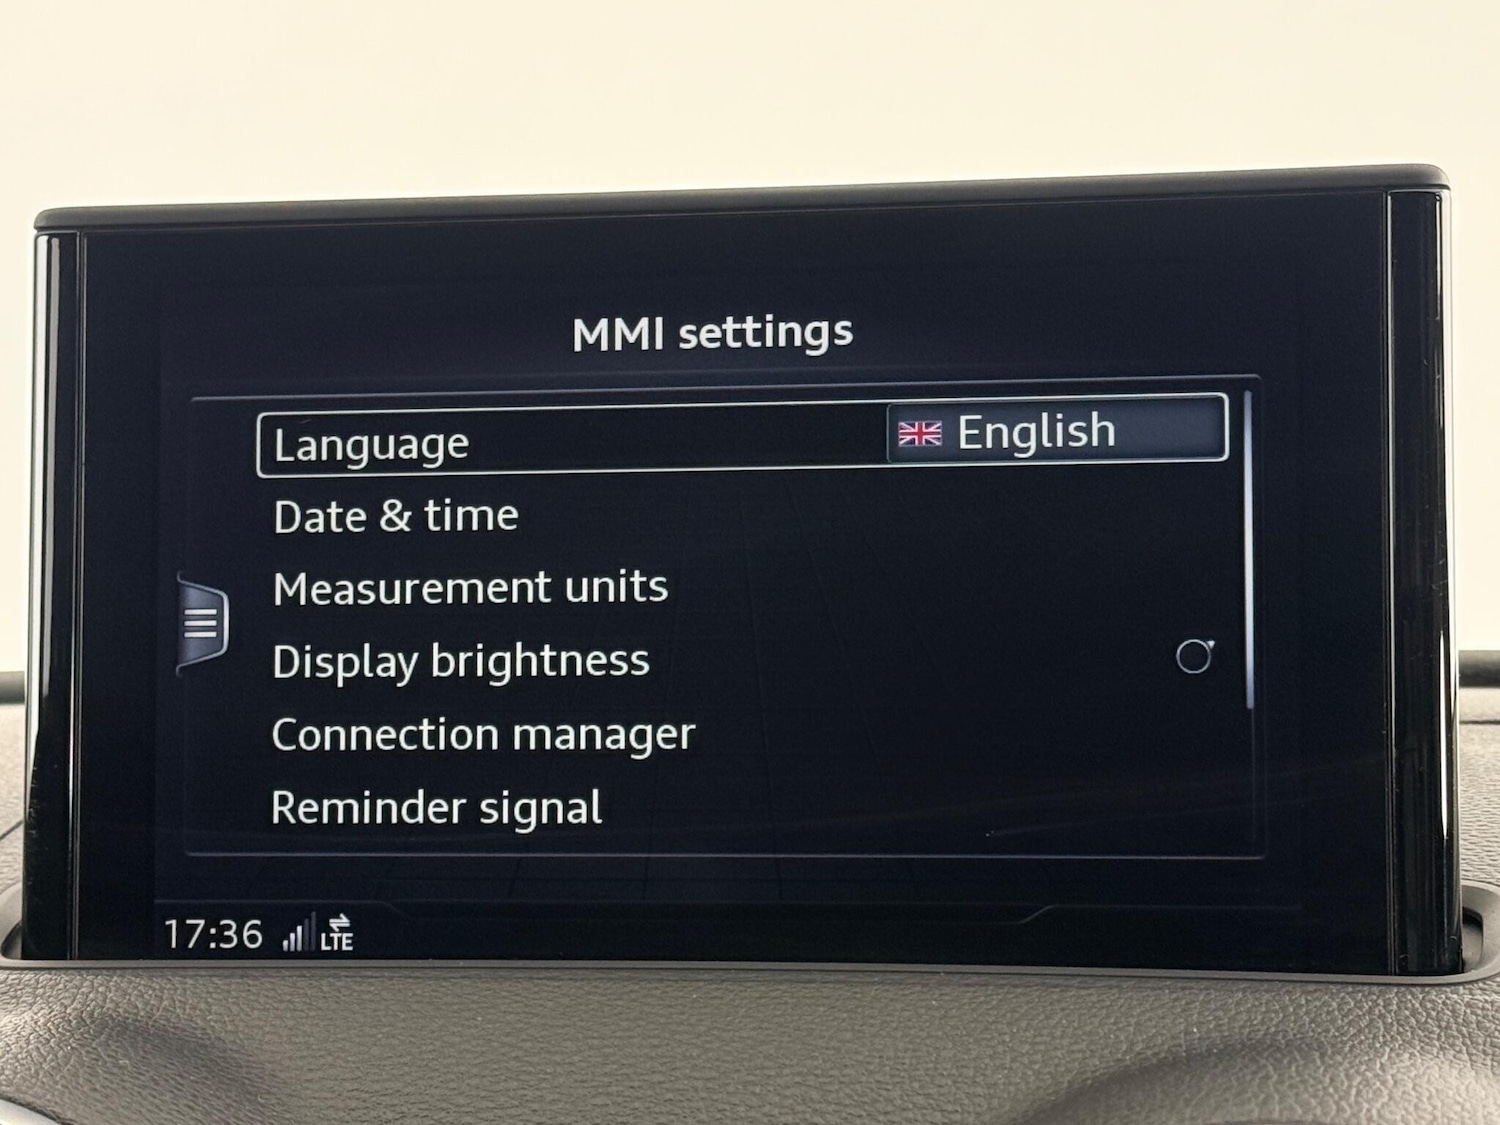 MMI settings
Language English
Date & time
Measurement units
Display brightness
Connection manager
Reminder signal
17:36 LTE